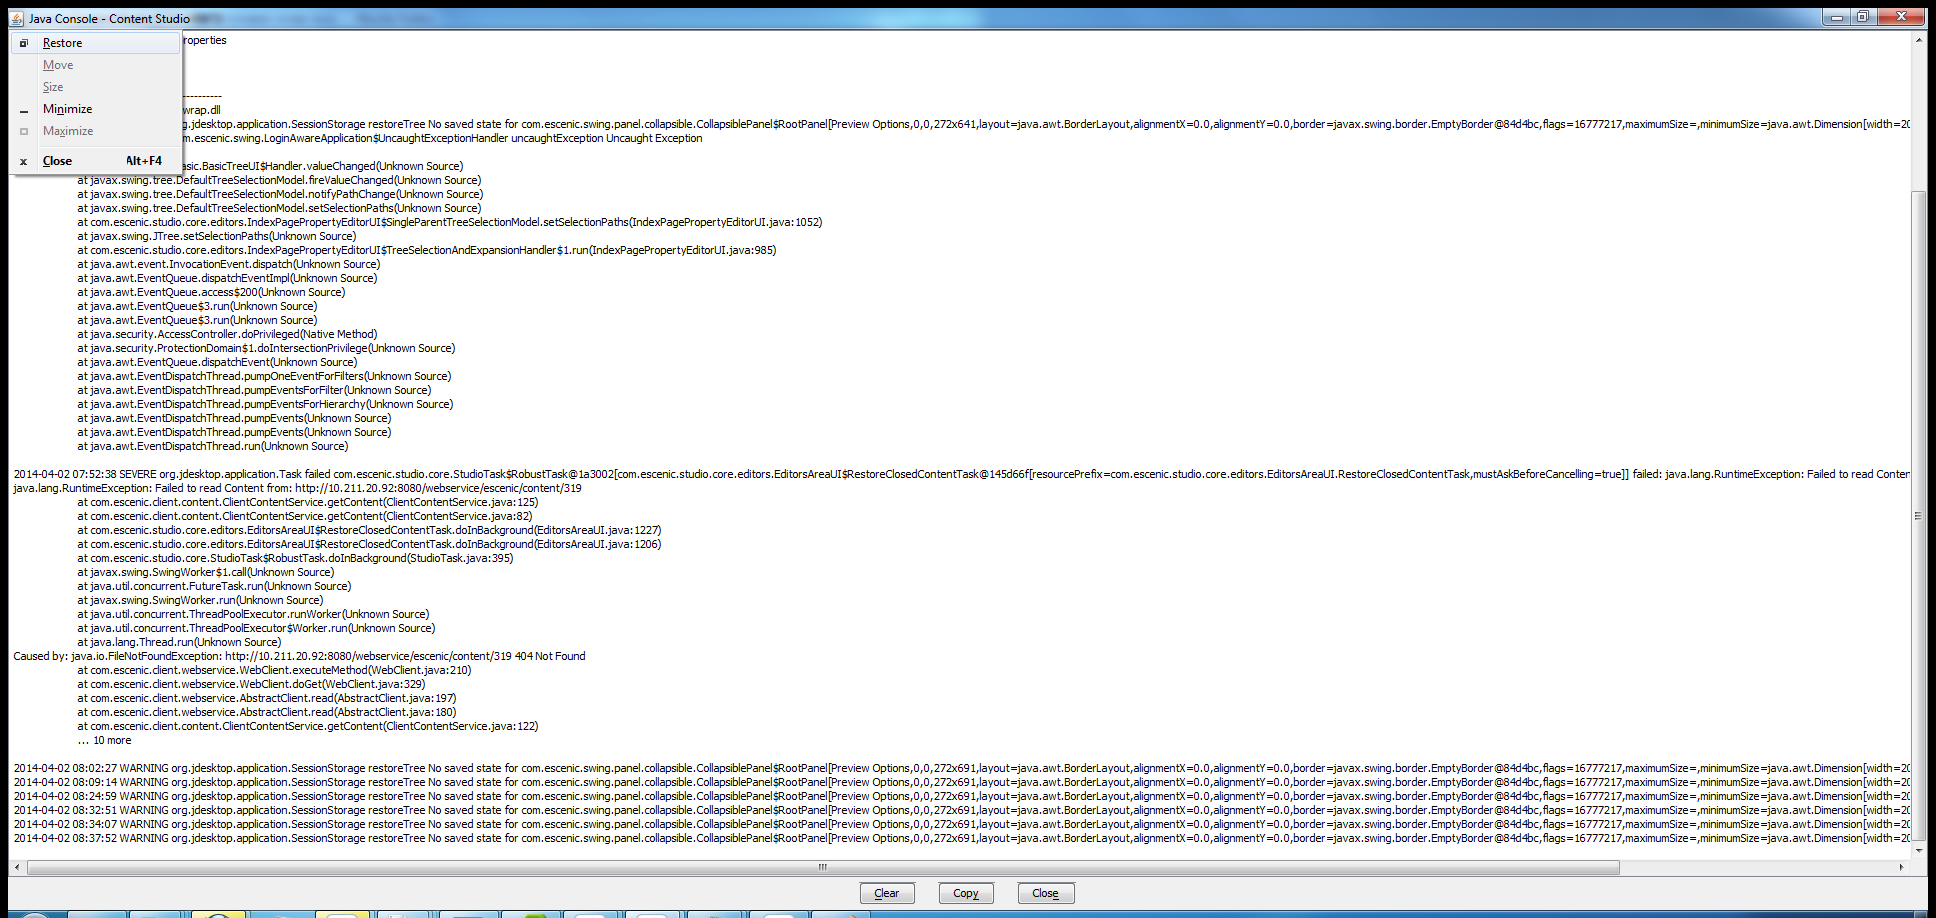 Java Console - Content Studio
Restore
roperties
Move
Size
----------
Minimize
wrap.dll
Maximize
rg.jdesktop.application.SessionStorage restoreTree No saved state for com.escenic.swing.panel.collapsible.CollapsiblePanel$RootPanel[Preview Options,0,0,272x641,layout=java.awt.BorderLayout,alignmentX=0.0,alignmentY=0.0,border=javax.swing.border.EmptyBorder@84d4bc,flags=16777217,maximumSize=,minimumSize=java.awt.Dimension[width=20
m.escenic.swing.LoginAwareApplication$UncaughtExceptionHandler uncaughtException Uncaught Exception
Close Alt+F4
asic.BasicTreeUI$Handler.valueChanged(Unknown Source)
at javax.swing.tree.DefaultTreeSelectionModel.fireValueChanged(Unknown Source)
at javax.swing.tree.DefaultTreeSelectionModel.notifyPathChange(Unknown Source)
at javax.swing.tree.DefaultTreeSelectionModel.setSelectionPaths(Unknown Source)
at com.escenic.studio.core.editors.IndexPagePropertyEditorUI$SingleParentTreeSelectionModel.setSelectionPaths(IndexPagePropertyEditorUI.java:1052)
at javax.swing.JTree.setSelectionPaths(Unknown Source)
at com.escenic.studio.core.editors.IndexPagePropertyEditorUI$TreeSelectionAndExpansionHandler$1.run(IndexPagePropertyEditorUI.java:985)
at java.awt.event.InvocationEvent.dispatch(Unknown Source)
at java.awt.EventQueue.dispatchEventImpl(Unknown Source)
at java.awt.EventQueue.access$200(Unknown Source)
at java.awt.EventQueue$3.run(Unknown Source)
at java.awt.EventQueue$3.run(Unknown Source)
at java.security.AccessController.doPrivileged(Native Method)
at java.security.ProtectionDomain$1.doIntersectionPrivilege(Unknown Source)
at java.awt.EventQueue.dispatchEvent(Unknown Source)
at java.awt.EventDispatchThread.pumpOneEventForFilters(Unknown Source)
at java.awt.EventDispatchThread.pumpEventsForFilter(Unknown Source)
at java.awt.EventDispatchThread.pumpEventsForHierarchy(Unknown Source)
at java.awt.EventDispatchThread.pumpEvents(Unknown Source)
at java.awt.EventDispatchThread.pumpEvents(Unknown Source)
at java.awt.EventDispatchThread.run(Unknown Source)
2014-04-02 07:52:38 SEVERE org.jdesktop.application.Task failed com.escenic.studio.core.StudioTask$RobustTask@1a3002[com.escenic.studio.core.editors.EditorsAreaUI$RestoreClosedContentTask@145d66f[resourcePrefix=com.escenic.studio.core.editors.EditorsAreaUI.RestoreClosedContentTask,mustAskBeforeCancelling=true]] failed: java.lang.RuntimeException: Failed to read Conten
java.lang.RuntimeException: Failed to read Content from: http://10.211.20.92:8080/webservice/escenic/content/319
at com.escenic.client.content.ClientContentService.getContent(ClientContentService.java:125)
at com.escenic.client.content.ClientContentService.getContent(ClientContentService.java:82)
at com.escenic.studio.core.editors.EditorsAreaUI$RestoreClosedContentTask.doInBackground(EditorsAreaUI.java:1227)
at com.escenic.studio.core.editors.EditorsAreaUI$RestoreClosedContentTask.doInBackground(EditorsAreaUI.java:1206)
at com.escenic.studio.core.StudioTask$RobustTask.doInBackground(StudioTask.java:395)
at javax.swing.SwingWorker$1.call(Unknown Source)
at java.util.concurrent.FutureTask.run(Unknown Source)
at javax.swing.SwingWorker.run(Unknown Source)
at java.util.concurrent.ThreadPoolExecutor.runWorker(Unknown Source)
at java.util.concurrent.ThreadPoolExecutor$Worker.run(Unknown Source)
at java.lang.Thread.run(Unknown Source)
Caused by: java.io.FileNotFoundException: http://10.211.20.92:8080/webservice/escenic/content/319 404 Not Found
at com.escenic.client.webservice.WebClient.executeMethod(WebClient.java:210)
at com.escenic.client.webservice.WebClient.doGet(WebClient.java:329)
at com.escenic.client.webservice.AbstractClient.read(AbstractClient.java:197)
at com.escenic.client.webservice.AbstractClient.read(AbstractClient.java:180)
at com.escenic.client.content.ClientContentService.getContent(ClientContentService.java:122)
... 10 more
2014-04-02 08:02:27 WARNING org.jdesktop.application.SessionStorage restoreTree No saved state for com.escenic.swing.panel.collapsible.CollapsiblePanel$RootPanel[Preview Options,0,0,272x691,layout=java.awt.BorderLayout,alignmentX=0.0,alignmentY=0.0,border=javax.swing.border.EmptyBorder@84d4bc,flags=16777217,maximumSize=,minimumSize=java.awt.Dimension[width=20
2014-04-02 08:09:14 WARNING org.jdesktop.application.SessionStorage restoreTree No saved state for com.escenic.swing.panel.collapsible.CollapsiblePanel$RootPanel[Preview Options,0,0,272x691,layout=java.awt.BorderLayout,alignmentX=0.0,alignmentY=0.0,border=javax.swing.border.EmptyBorder@84d4bc,flags=16777217,maximumSize=,minimumSize=java.awt.Dimension[width=20
2014-04-02 08:24:59 WARNING org.jdesktop.application.SessionStorage restoreTree No saved state for com.escenic.swing.panel.collapsible.CollapsiblePanel$RootPanel[Preview Options,0,0,272x691,layout=java.awt.BorderLayout,alignmentX=0.0,alignmentY=0.0,border=javax.swing.border.EmptyBorder@84d4bc,flags=16777217,maximumSize=,minimumSize=java.awt.Dimension[width=20
2014-04-02 08:32:51 WARNING org.jdesktop.application.SessionStorage restoreTree No saved state for com.escenic.swing.panel.collapsible.CollapsiblePanel$RootPanel[Preview Options,0,0,272x691,layout=java.awt.BorderLayout,alignmentX=0.0,alignmentY=0.0,border=javax.swing.border.EmptyBorder@84d4bc,flags=16777217,maximumSize=,minimumSize=java.awt.Dimension[width=20
2014-04-02 08:34:07 WARNING org.jdesktop.application.SessionStorage restoreTree No saved state for com.escenic.swing.panel.collapsible.CollapsiblePanel$RootPanel[Preview Options,0,0,272x691,layout=java.awt.BorderLayout,alignmentX=0.0,alignmentY=0.0,border=javax.swing.border.EmptyBorder@84d4bc,flags=16777217,maximumSize=,minimumSize=java.awt.Dimension[width=20
2014-04-02 08:37:52 WARNING org.jdesktop.application.SessionStorage restoreTree No saved state for com.escenic.swing.panel.collapsible.CollapsiblePanel$RootPanel[Preview Options,0,0,272x691,layout=java.awt.BorderLayout,alignmentX=0.0,alignmentY=0.0,border=javax.swing.border.EmptyBorder@84d4bc,flags=16777217,maximumSize=,minimumSize=java.awt.Dimension[width=20
Clear Copy Close